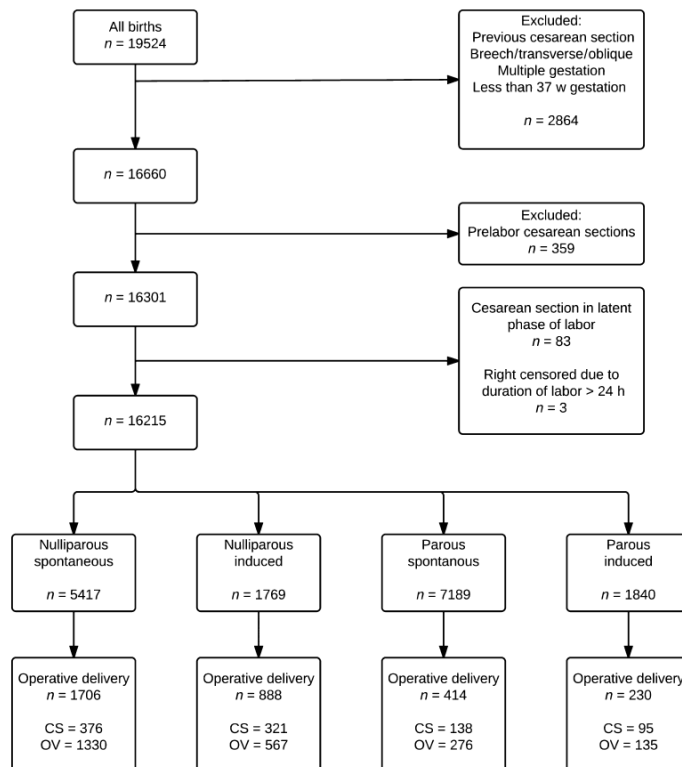 All births
n = 19524
Excluded:
Previous cesarean section
Breech/transverse/oblique
Multiple gestation
Less than 37 w gestation
n = 2864
n = 16660
Excluded:
Prelabor cesarean sections
n = 359
n = 16301
Cesarean section in latent
phase of labor
n = 83
Right censored due to
duration of labor > 24 h
n = 3
n = 16215
Nulliparous
spontaneous
n = 5417
Nulliparous
induced
n = 1769
Parous
spontanous
n = 7189
Parous
induced
n = 1840
Operative delivery
n = 1706
CS = 376
OV = 1330
Operative delivery
n = 888
CS = 321
OV = 567
Operative delivery
n = 414
CS = 138
OV = 276
Operative delivery
n = 230
CS = 95
OV = 135